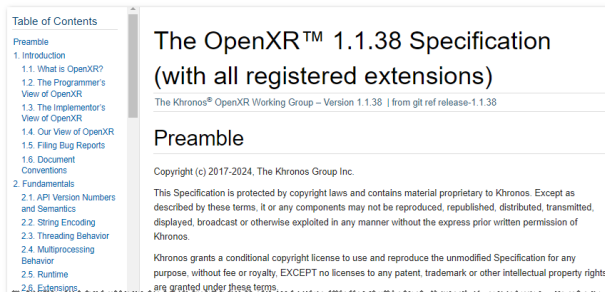 Table of Contents
Preamble
1. Introduction
1.1. What is OpenXR?
1.2. The Programmer's
View of OpenXR
1.3. The Implementor's
View of OpenXR
1.4. Our View of OpenXR
1.5. Filing Bug Reports
1.6. Document
Conventions
2. Fundamentals
2.1. API Version Numbers
and Semantics
2.2. String Encoding
2.3. Threading Behavior
2.4. Multiprocessing
Behavior
2.5. Runtime
2.6. Extensions
The OpenXR™ 1.1.38 Specification
(with all registered extensions)
The Khronos® OpenXR Working Group – Version 1.1.38 | from git ref release-1.1.38
Preamble
Copyright (c) 2017-2024, The Khronos Group Inc.
This Specification is protected by copyright laws and contains material proprietary to Khronos. Except as
described by these terms, it or any components may not be reproduced, republished, distributed, transmitted,
displayed, broadcast or otherwise exploited in any manner without the express prior written permission of
Khronos.
Khronos grants a conditional copyright license to use and reproduce the unmodified Specification for any
purpose, without fee or royalty, EXCEPT no licenses to any patent, trademark or other intellectual property rights
are granted under these terms.